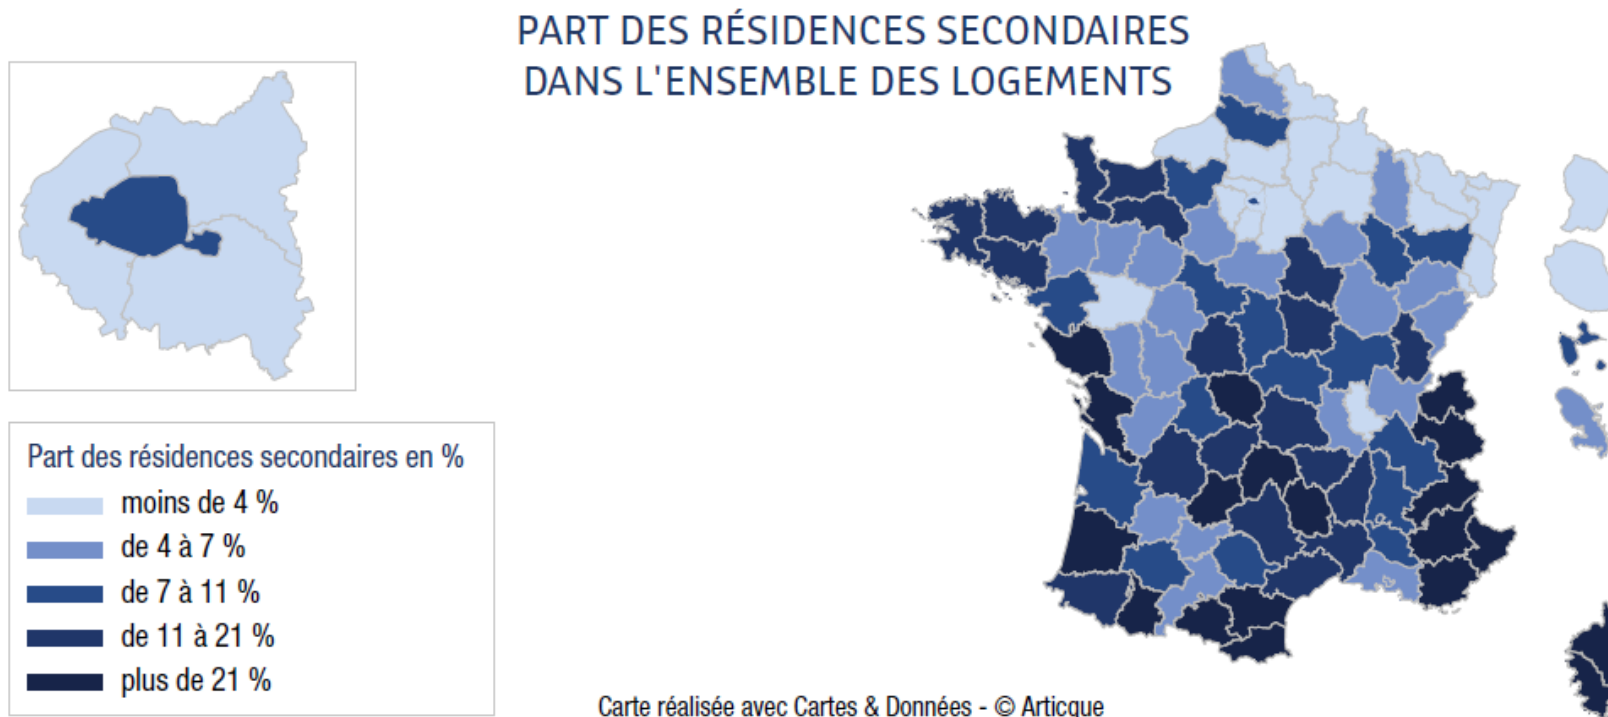 PART DES RÉSIDENCES SECONDAIRES
DANS L'ENSEMBLE DES LOGEMENTS
Part des résidences secondaires en %
moins de 4 %
de 4 à 7 %
de 7 à 11 %
de 11 à 21 %
plus de 21 %
Carte réalisée avec Cartes & Données - © Articque